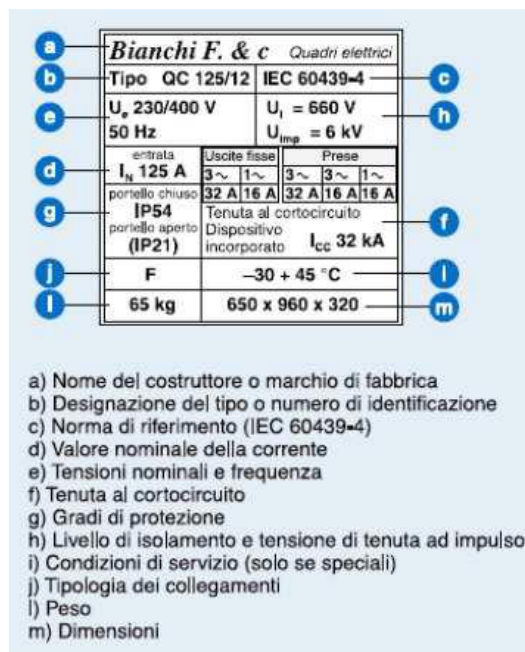 a Bianchi F. & c Quadri elettrici
b Tipo QC 125/12 IEC 60439-4 c
e Ue 230/400 V Ui = 660 V h
50 Hz Uimp = 6 kV
entrata Uscite fisse Prese
d IN 125 A 3~ 1~ 3~ 3~ 1~
portello chiuso 32 A 16 A 32 A 16 A 16 A
g IP54 Tenuta al cortocircuito
portello aperto Dispositivo f
(IP21) incorporato Icc 32 kA
j F –30 + 45 °C i
l 65 kg 650 x 960 x 320 m
a) Nome del costruttore o marchio di fabbrica
b) Designazione del tipo o numero di identificazione
c) Norma di riferimento (IEC 60439-4)
d) Valore nominale della corrente
e) Tensioni nominali e frequenza
f) Tenuta al cortocircuito
g) Gradi di protezione
h) Livello di isolamento e tensione di tenuta ad impulso
i) Condizioni di servizio (solo se speciali)
j) Tipologia dei collegamenti
l) Peso
m) Dimensioni